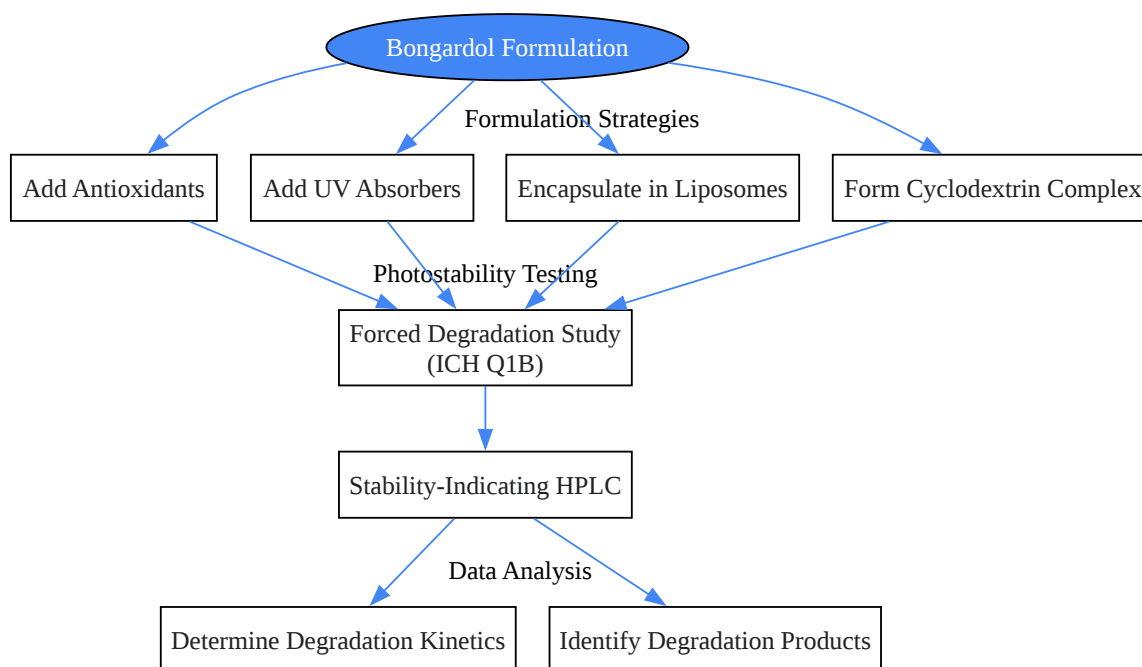 Bongardol Formulation
Formulation Strategies
Add Antioxidants
Add UV Absorbers
Encapsulate in Liposomes
Form Cyclodextrin Complex
Photostability Testing
Forced Degradation Study
(ICH Q1B)
Stability-Indicating HPLC
Data Analysis
Determine Degradation Kinetics
Identify Degradation Products